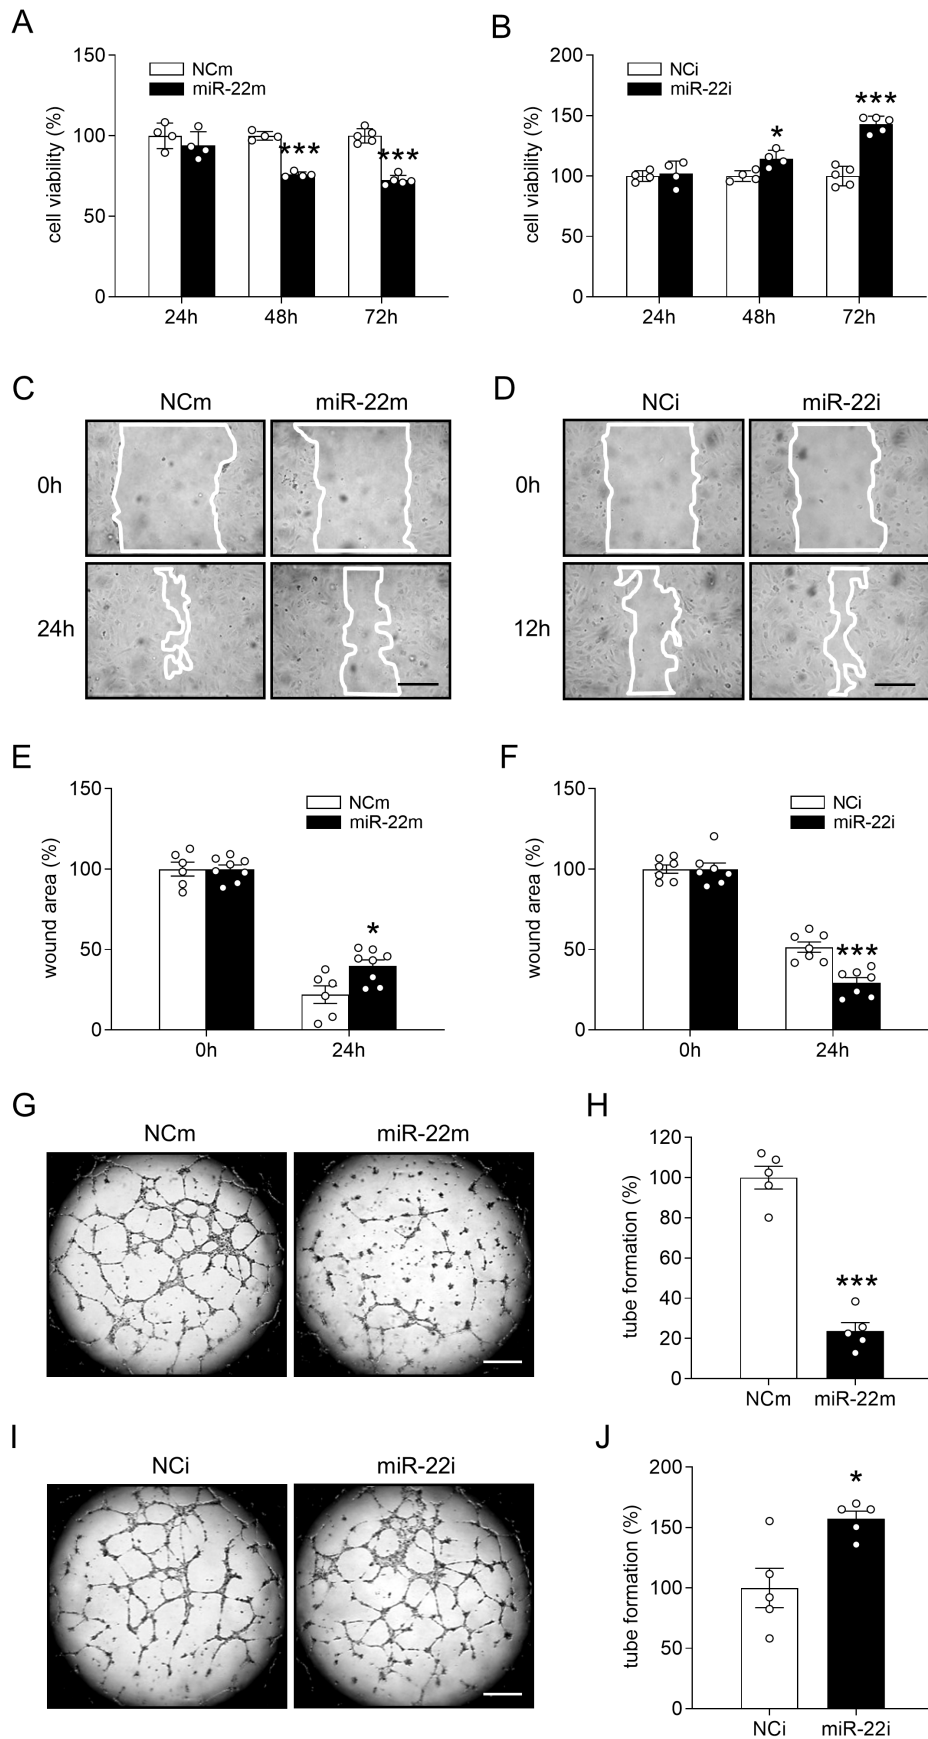 A
150
100
50
0
cell viability (%)
NCm
miR-22m
***
***
24h
48h
72h
B
200
150
100
50
0
cell viability (%)
NCi
miR-22i
*
***
24h
48h
72h
C
NCm
miR-22m
0h
24h
D
NCi
miR-22i
0h
12h
E
150
100
50
0
wound area (%)
NCm
miR-22m
*
0h
24h
F
150
100
50
0
wound area (%)
NCi
miR-22i
***
0h
24h
G
NCm
miR-22m
H
120
100
80
60
40
20
0
tube formation (%)
***
NCm
miR-22m
I
NCi
miR-22i
J
200
150
100
50
0
tube formation (%)
*
NCi
miR-22i